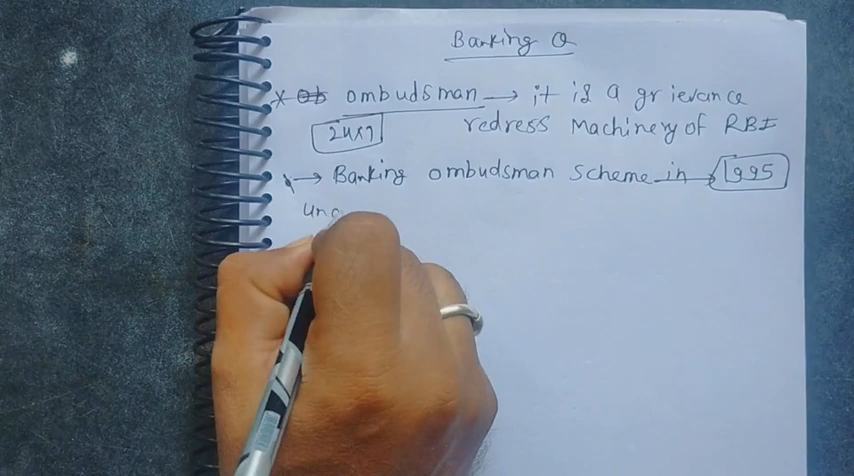 Banking Q
ombudsman → it is a grievance
24x7 redress Machinery of RBI
→ Banking ombudsman scheme in → 1995